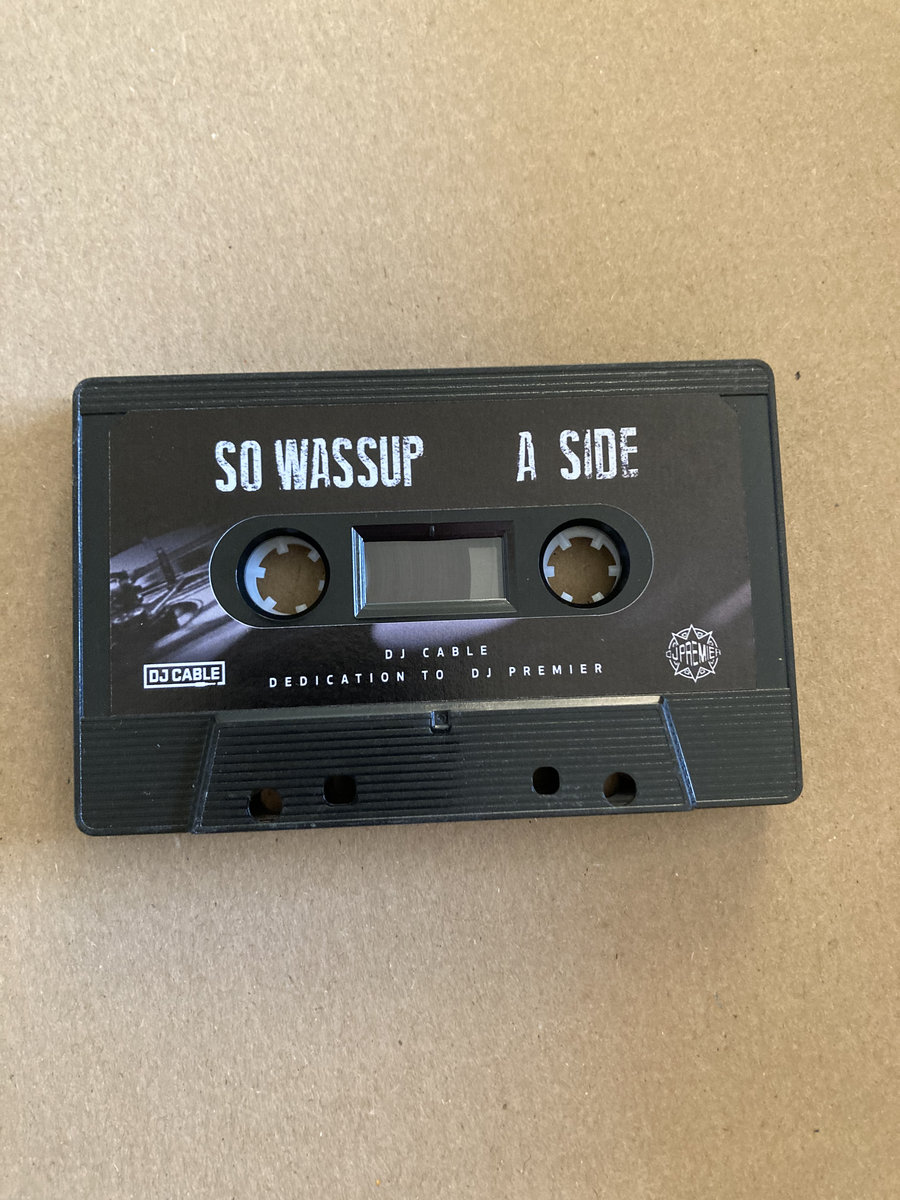 SO WASSUP A SIDE
DJ CABLE
DEDICATION TO DJ PREMIER
DJ CABLE
DJ PREMIER